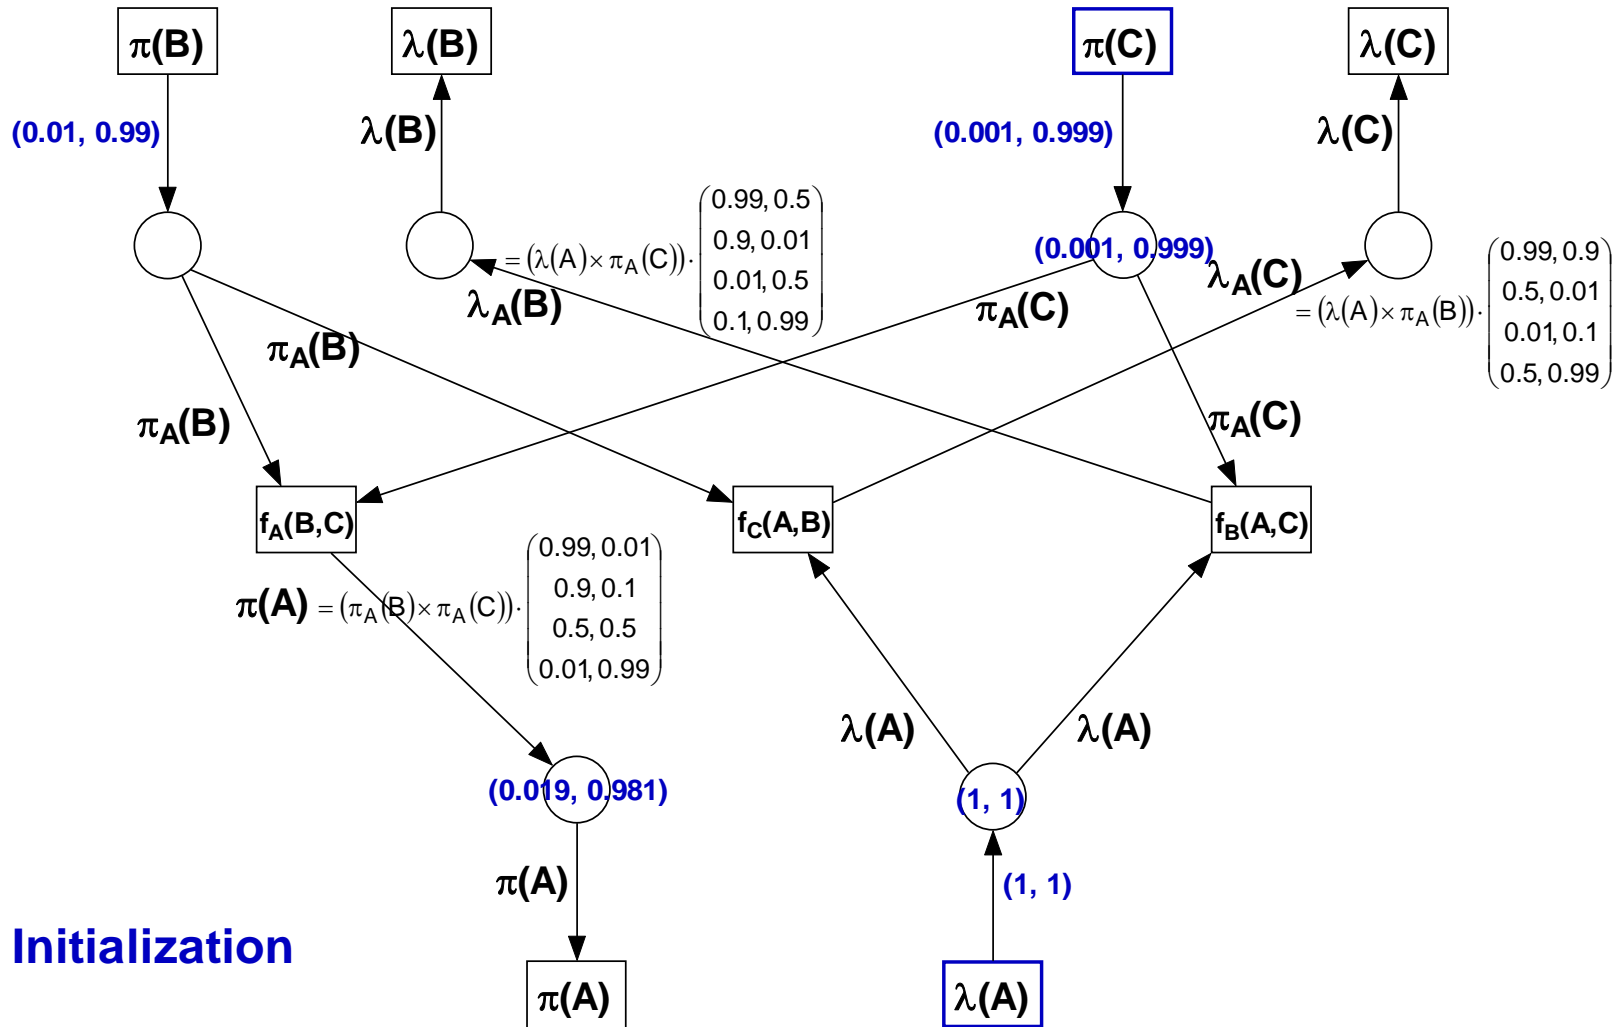 π(B)
λ(B)
π(C)
λ(C)
(0.01, 0.99)
λ(B)
(0.001, 0.999)
λ(C)
= (λ(A) × π_A(C)) ·
0.99, 0.5
0.9, 0.01
0.01, 0.5
0.1, 0.99
λ_A(B)
(0.001, 0.999)
π_A(C)
λ_A(C)
= (λ(A) × π_A(B)) ·
0.99, 0.9
0.5, 0.01
0.01, 0.1
0.5, 0.99
π_A(B)
π_A(B)
π_A(C)
f_A(B,C)
f_C(A,B)
f_B(A,C)
π(A) = (π_A(B) × π_A(C)) ·
0.99, 0.01
0.9, 0.1
0.5, 0.5
0.01, 0.99
λ(A)
λ(A)
(0.019, 0.981)
(1, 1)
π(A)
(1, 1)
Initialization
π(A)
λ(A)